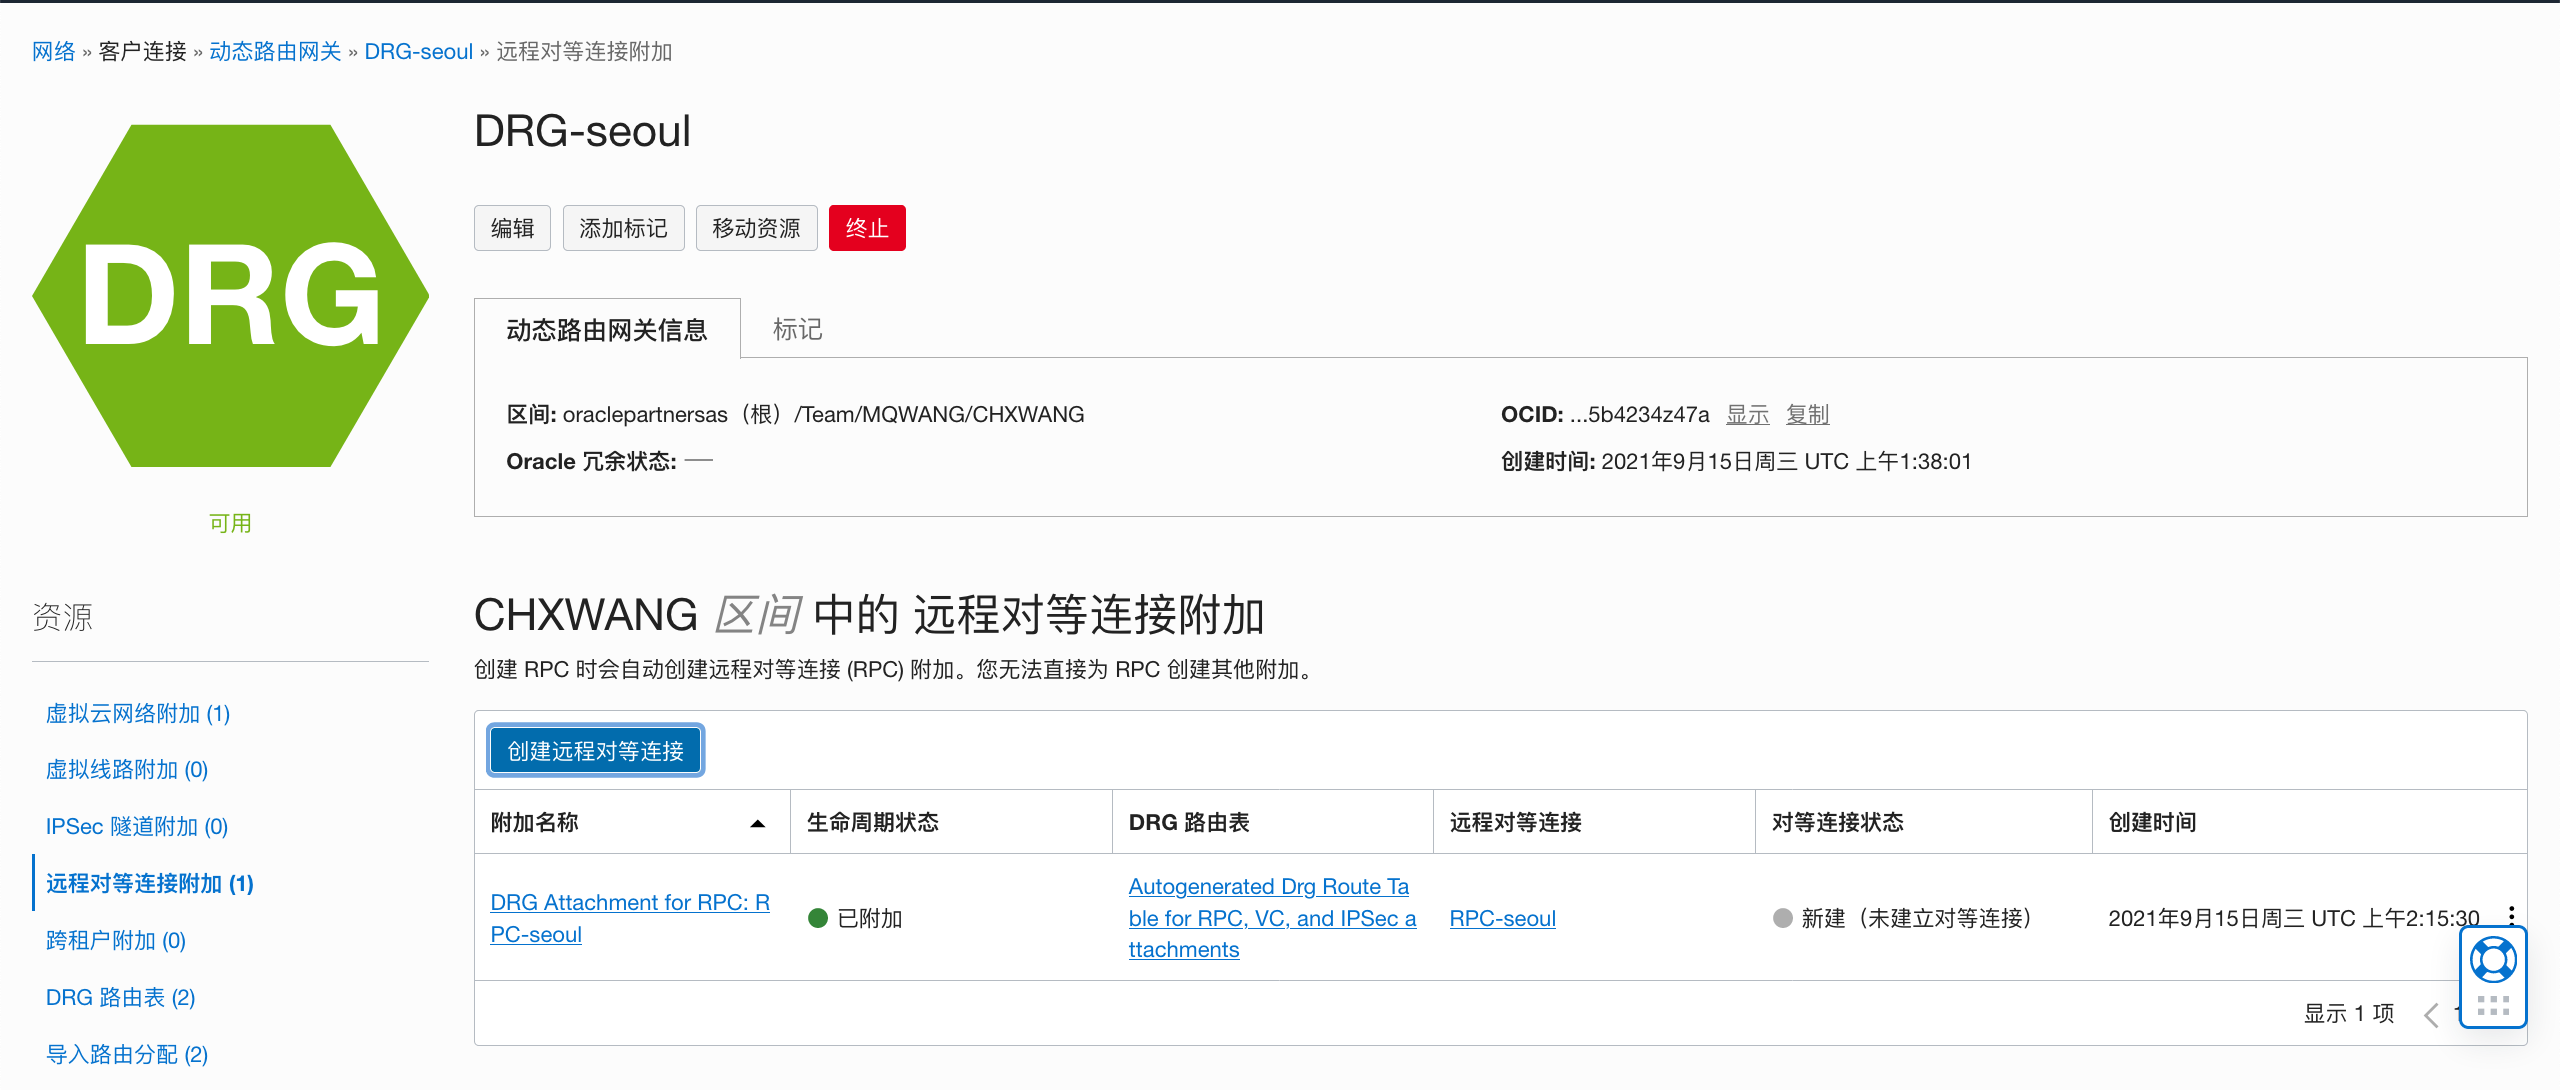 网络 » 客户连接 » 动态路由网关 » DRG-seoul » 远程对等连接附加
DRG
可用
DRG-seoul
编辑 添加标记 移动资源 终止
动态路由网关信息 标记
区间: oraclepartnersas（根）/Team/MQWANG/CHXWANG
OCID: ...5b4234z47a 显示 复制
Oracle 冗余状态: —
创建时间: 2021年9月15日周三 UTC 上午1:38:01
资源
虚拟云网络附加 (1)
虚拟线路附加 (0)
IPSec 隧道附加 (0)
远程对等连接附加 (1)
跨租户附加 (0)
DRG 路由表 (2)
导入路由分配 (2)
CHXWANG 区间 中的 远程对等连接附加
创建 RPC 时会自动创建远程对等连接 (RPC) 附加。您无法直接为 RPC 创建其他附加。
创建远程对等连接
附加名称 生命周期状态 DRG 路由表 远程对等连接 对等连接状态 创建时间
DRG Attachment for RPC: R
PC-seoul
已附加
Autogenerated Drg Route Ta
ble for RPC, VC, and IPSec a
ttachments
RPC-seoul
新建（未建立对等连接）
2021年9月15日周三 UTC 上午2:15:30
显示 1 项